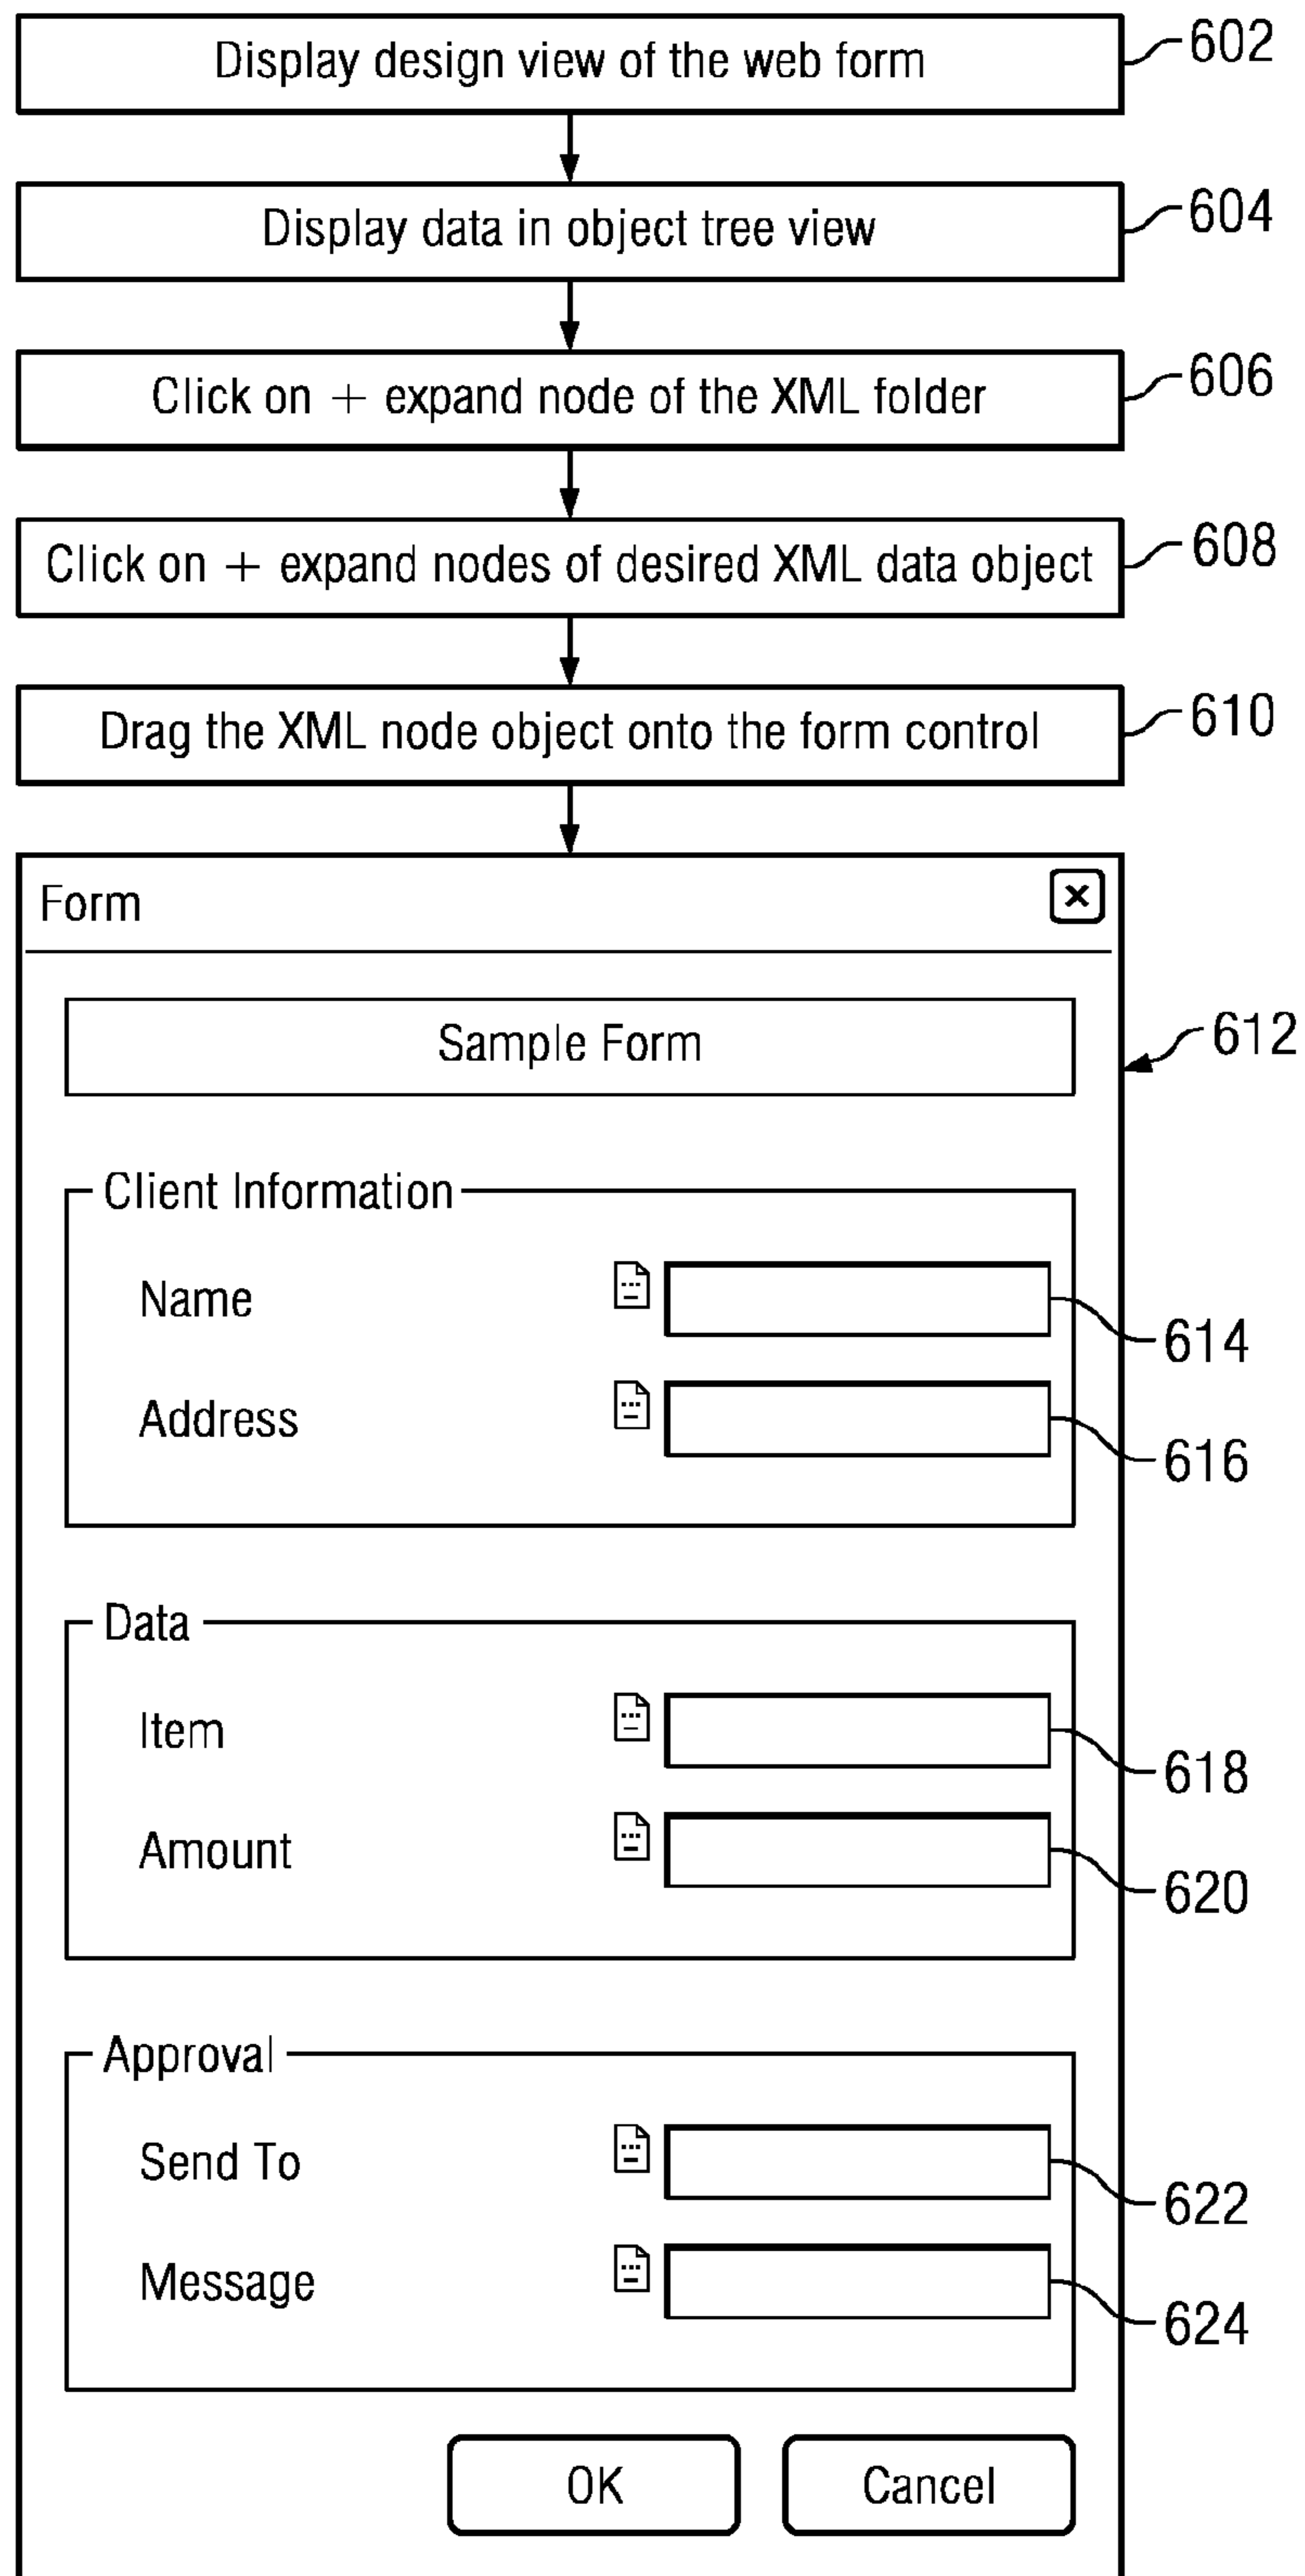 Display design view of the web form
602
Display data in object tree view
604
Click on + expand node of the XML folder
606
Click on + expand nodes of desired XML data object
608
Drag the XML node object onto the form control
610
Form
Sample Form
612
Client Information
Name
614
Address
616
Data
Item
618
Amount
620
Approval
Send To
622
Message
624
OK
Cancel